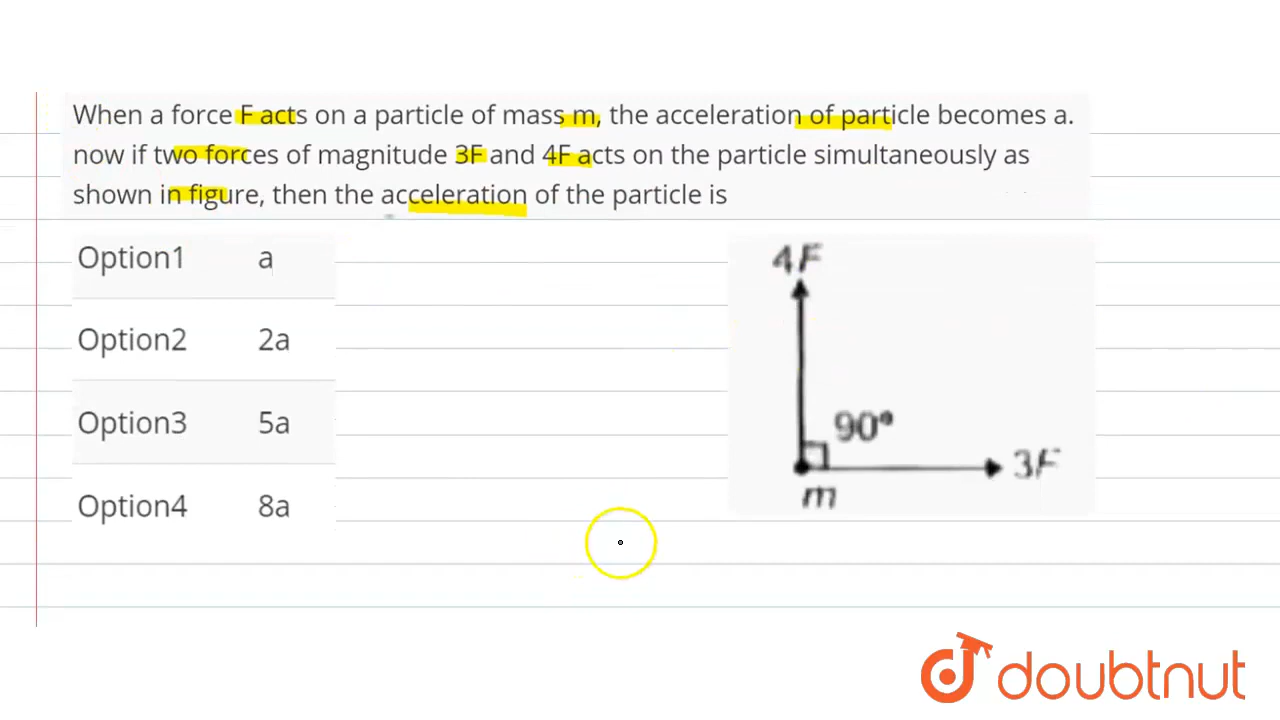 When a force F acts on a particle of mass m, the acceleration of particle becomes a.
now if two forces of magnitude 3F and 4F acts on the particle simultaneously as
shown in figure, then the acceleration of the particle is
Option1 a
Option2 2a
Option3 5a
Option4 8a
4F
90°
3F
m
doubtnut